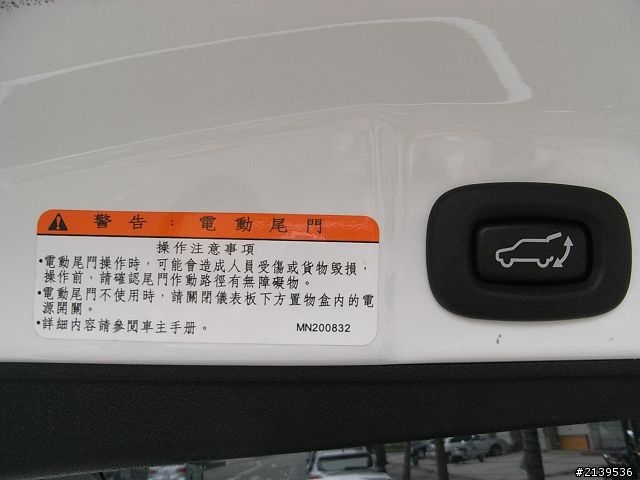 警告：電動尾門
操作注意事項
•電動尾門操作時，可能會造成人員受傷或貨物毀損，
操作前，請確認尾門作動路徑有無障礙物。
•電動尾門不使用時，請關閉儀表板下方置物盒內的電
源開關。
•詳細內容請參閱車主手册。
MN200832
#2139536